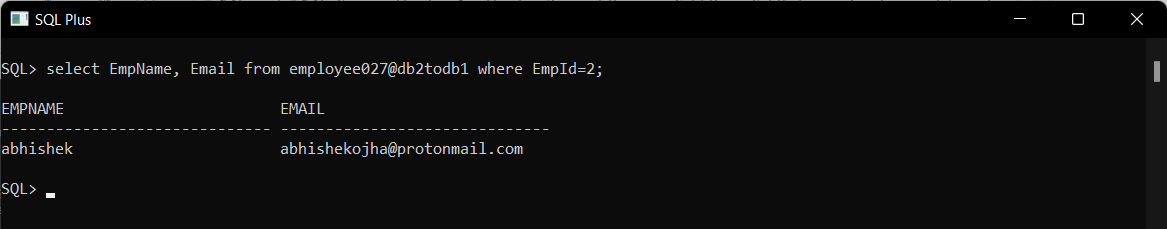 SQL Plus
SQL> select EmpName, Email from employee027@db2todb1 where EmpId=2;
EMPNAME                        EMAIL
------------------------------ ------------------------------
abhishek                       abhishekojha@protonmail.com
SQL>